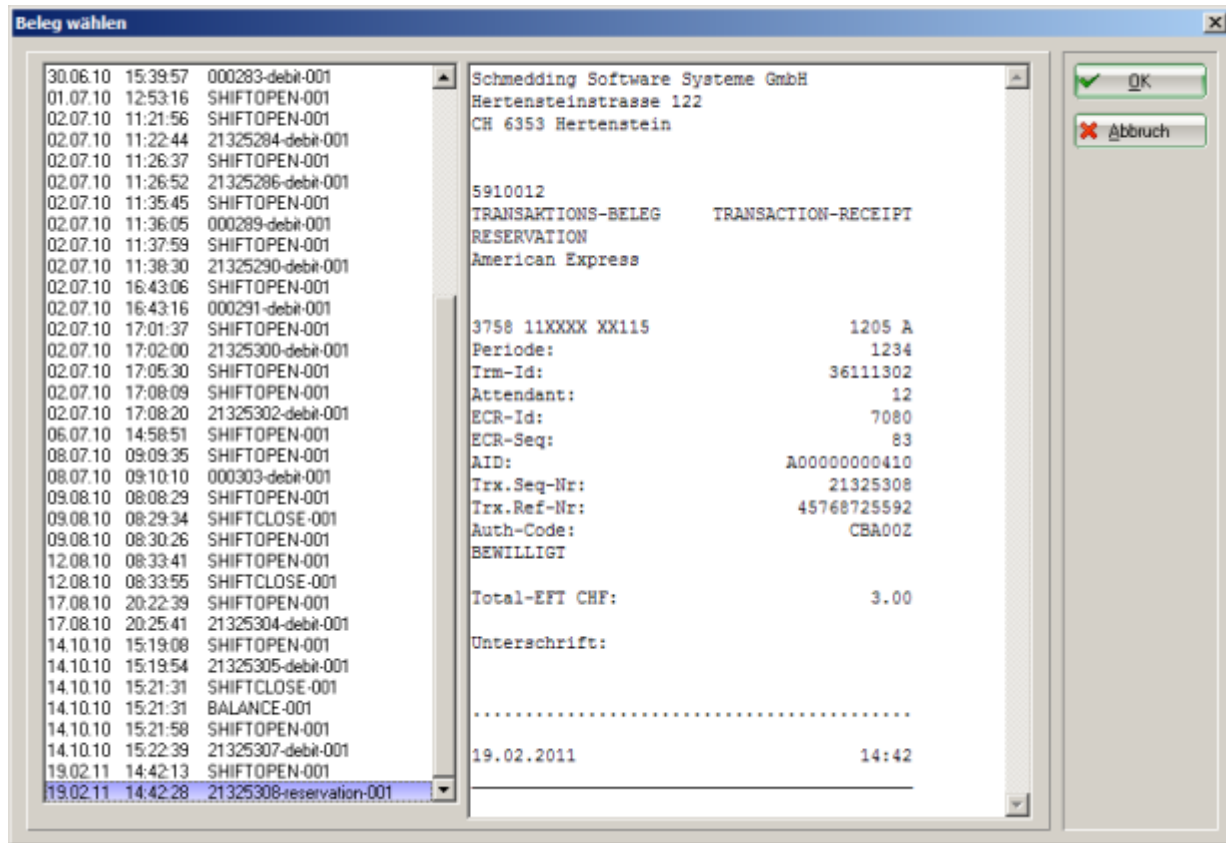 Beleg wählen
30.06.10 15:39:57 000283-debit-001
01.07.10 12:53:16 SHIFTOPEN-001
02.07.10 11:21:56 SHIFTOPEN-001
02.07.10 11:22:44 21325284-debit-001
02.07.10 11:26:37 SHIFTOPEN-001
02.07.10 11:26:52 21325286-debit-001
02.07.10 11:35:45 SHIFTOPEN-001
02.07.10 11:36:05 000289-debit-001
02.07.10 11:37:59 SHIFTOPEN-001
02.07.10 11:38:30 21325290-debit-001
02.07.10 16:43:06 SHIFTOPEN-001
02.07.10 16:43:16 000291-debit-001
02.07.10 17:01:37 SHIFTOPEN-001
02.07.10 17:02:00 21325300-debit-001
02.07.10 17:05:30 SHIFTOPEN-001
02.07.10 17:08:09 SHIFTOPEN-001
02.07.10 17:08:20 21325302-debit-001
06.07.10 14:58:51 SHIFTOPEN-001
08.07.10 09:09:35 SHIFTOPEN-001
08.07.10 09:10:10 000303-debit-001
09.08.10 08:08:29 SHIFTOPEN-001
09.08.10 08:29:34 SHIFTCLOSE-001
09.08.10 08:30:26 SHIFTOPEN-001
12.08.10 08:33:41 SHIFTOPEN-001
12.08.10 08:33:55 SHIFTCLOSE-001
17.08.10 20:22:39 SHIFTOPEN-001
17.08.10 20:25:41 21325304-debit-001
14.10.10 15:19:08 SHIFTOPEN-001
14.10.10 15:19:54 21325305-debit-001
14.10.10 15:21:31 SHIFTCLOSE-001
14.10.10 15:21:31 BALANCE-001
14.10.10 15:21:58 SHIFTOPEN-001
14.10.10 15:22:39 21325307-debit-001
19.02.11 14:42:13 SHIFTOPEN-001
19.02.11 14:42:28 21325308-reservation-001
Schmedding Software Systeme GmbH
Hertensteinstrasse 122
CH 6353 Hertenstein
5910012
TRANSAKTIONS-BELEG TRANSACTION-RECEIPT
RESERVATION
American Express
3758 11XXXX XX115 1205 A
Periode: 1234
Trm-Id: 36111302
Attendant: 12
ECR-Id: 7080
ECR-Seq: 83
AID: A00000000410
Trx.Seq-Nr: 21325308
Trx.Ref-Nr: 45768725592
Auth-Code: CBA00Z
BEWILLIGT
Total-EFT CHF: 3.00
Unterschrift:
..........................................
19.02.2011 14:42
OK
Abbruch